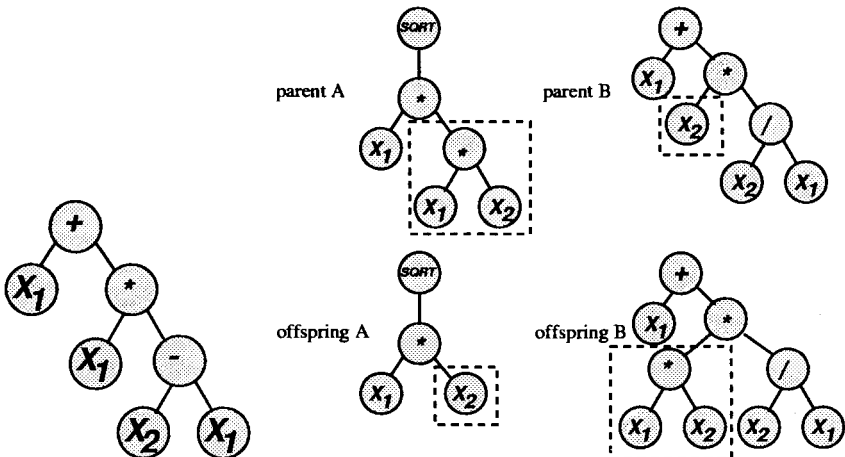 SQRT
+
parent A
*
parent B
X1
*
X1
*
X2
/
X1
X2
X2
X1
+
X1
*
X1
-
X2
X1
SQRT
+
offspring A
*
offspring B
X1
*
X1
X2
*
/
X1
X2
X2
X1